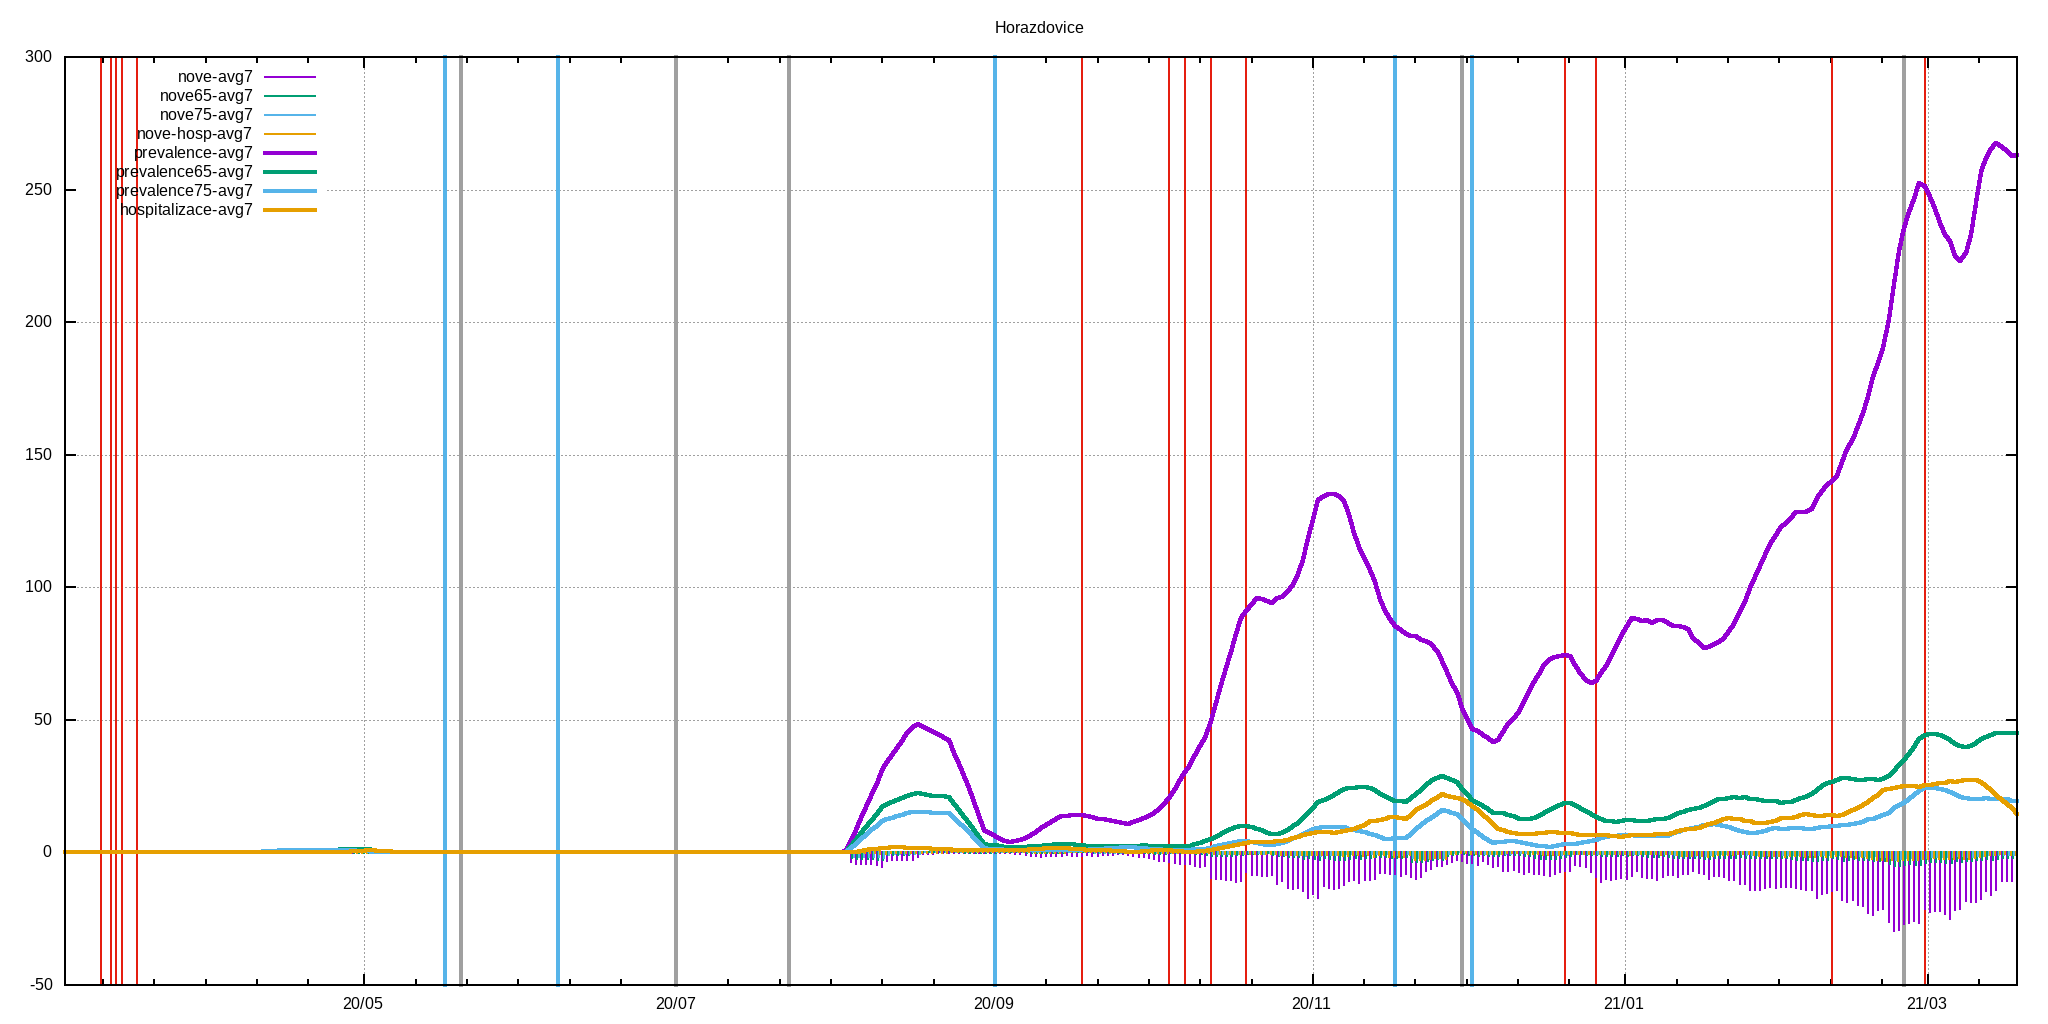 Horazdovice
300
250
200
150
100
50
0
-50
nove-avg7
nove65-avg7
nove75-avg7
nove-hosp-avg7
prevalence-avg7
prevalence65-avg7
prevalence75-avg7
hospitalizace-avg7
20/05
20/07
20/09
20/11
21/01
21/03